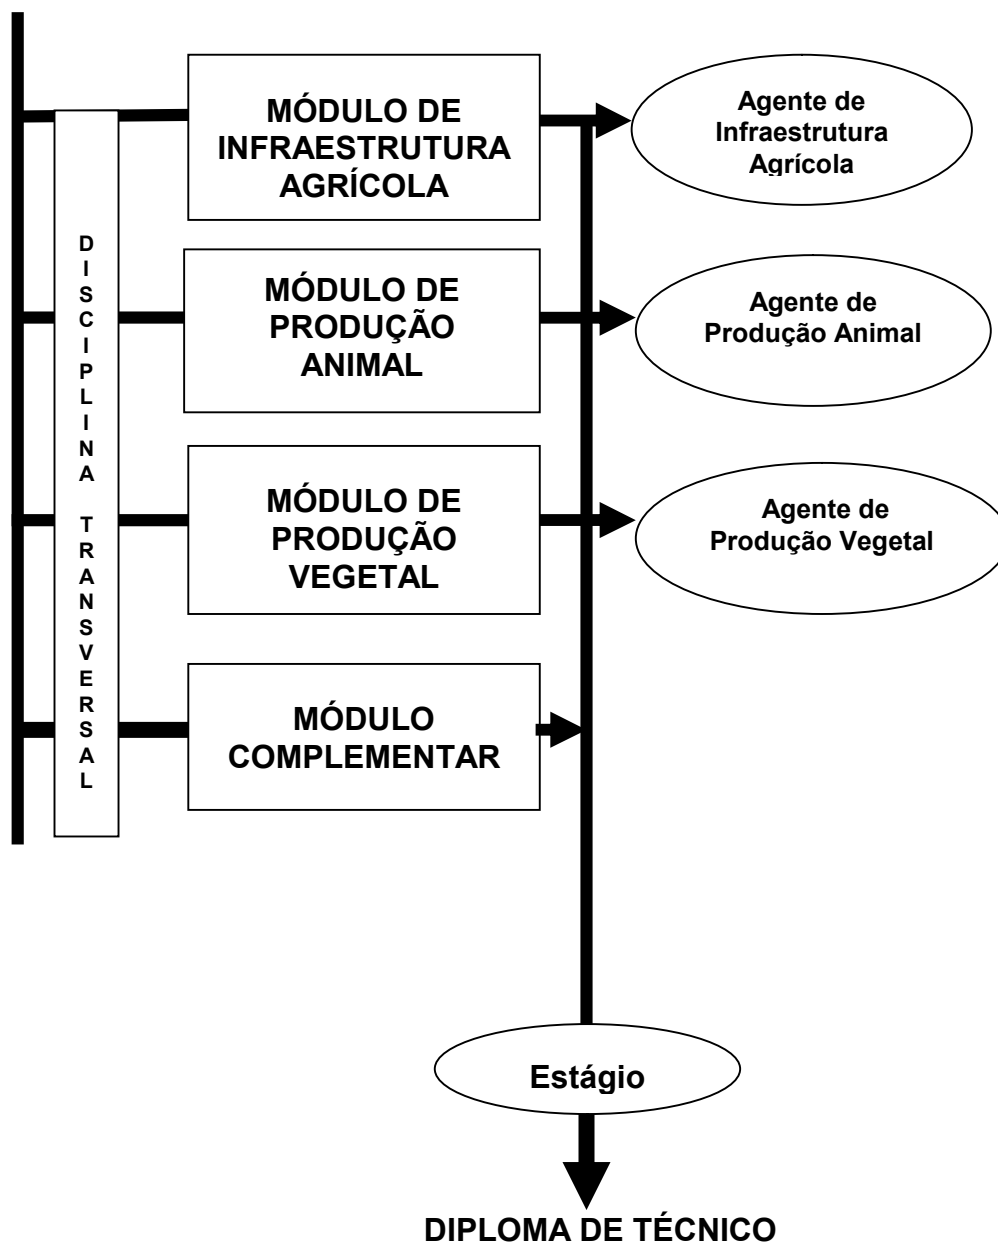 MÓDULO DE
INFRAESTRUTURA
AGRÍCOLA
Agente de
Infraestrutura
Agrícola
DISCIPLINA TRANSVERSAL
MÓDULO DE
PRODUÇÃO
ANIMAL
Agente de
Produção Animal
MÓDULO DE
PRODUÇÃO
VEGETAL
Agente de
Produção Vegetal
MÓDULO
COMPLEMENTAR
Estágio
DIPLOMA DE TÉCNICO